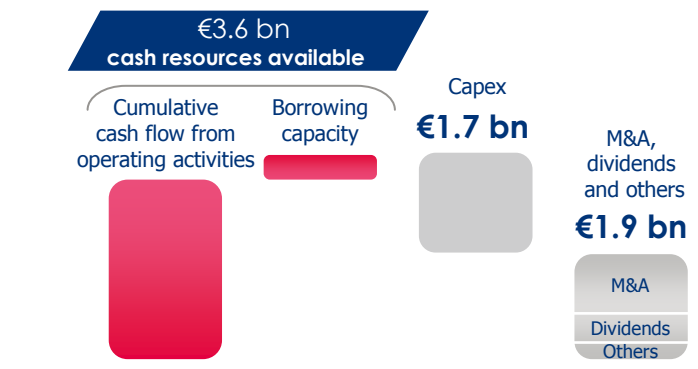 €3.6 bn
cash resources available
Cumulative
cash flow from
operating activities
Borrowing
capacity
Capex
€1.7 bn
M&A,
dividends
and others
€1.9 bn
M&A
Dividends
Others